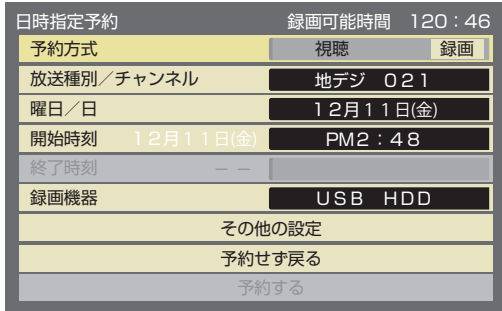 日時指定予約 録画可能時間 120:46
予約方式 視聴 録画
放送種別/チャンネル 地デジ 021
曜日/日 12月11日(金)
開始時刻 12月11日(金) PM2:48
終了時刻 －－
録画機器 USB HDD
その他の設定
予約せず戻る
予約する